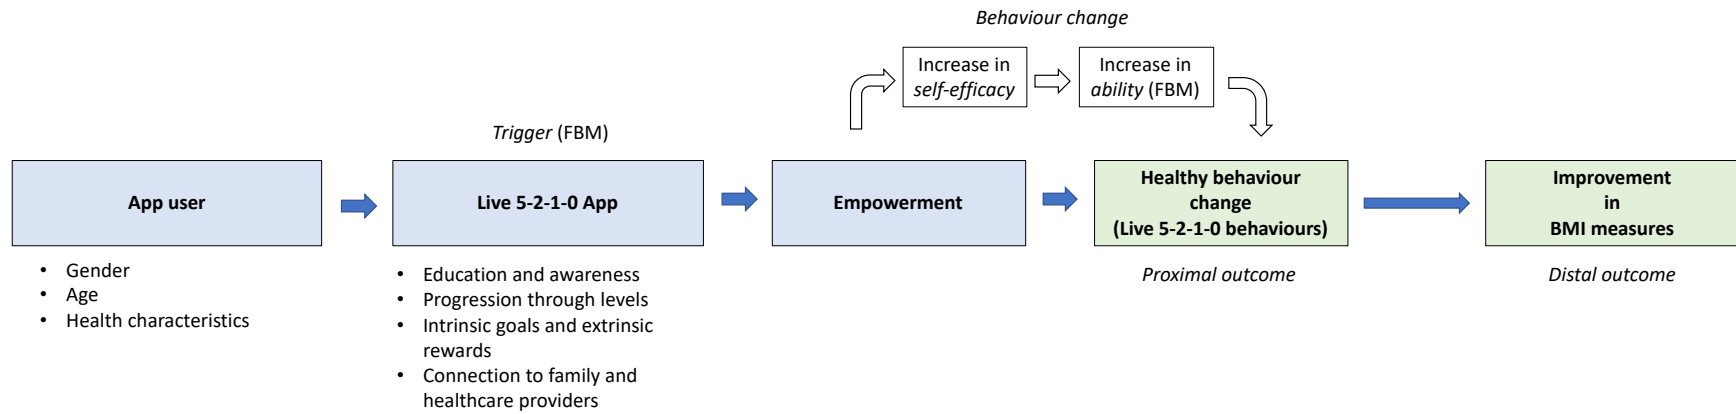 Behaviour change
Increase in
self-efficacy
Increase in
ability (FBM)
Trigger (FBM)
App user
Live 5-2-1-0 App
Empowerment
Healthy behaviour
change
(Live 5-2-1-0 behaviours)
Improvement
in
BMI measures
• Gender
• Age
• Health characteristics
• Education and awareness
• Progression through levels
• Intrinsic goals and extrinsic
rewards
• Connection to family and
healthcare providers
Proximal outcome
Distal outcome